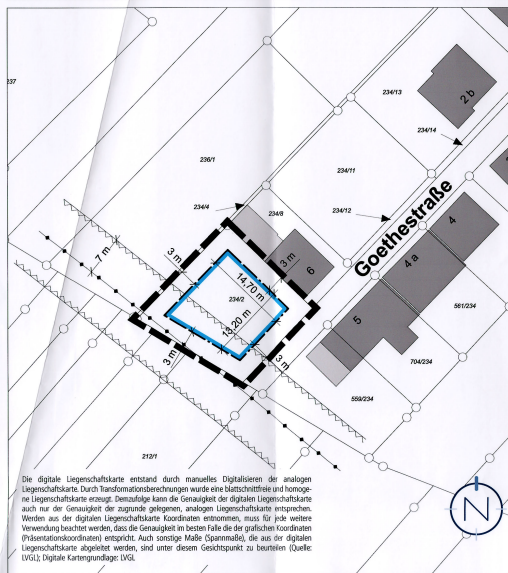 237
234/13
2 b
234/14
236/1
234/11
234/4
234/8
234/12
Goethestraße
4
4 a
7 m
3 m
3 m
6
14,70 m
234/2
13,20 m
5
561/234
3 m
3 m
704/234
559/234
212/1
Die digitale Liegenschaftskarte entstand durch manuelles Digitalisieren der analogen
Liegenschaftskarte. Durch Transformationsberechnungen wurde eine blattschnittfreie und homoge-
ne Liegenschaftskarte erzeugt. Demzufolge kann die Genauigkeit der digitalen Liegenschaftskarte
auch nur der Genauigkeit der zugrunde gelegenen, analogen Liegenschaftskarte entsprechen.
Werden aus der digitalen Liegenschaftskarte Koordinaten entnommen, muss für jede weitere
Verwendung beachtet werden, dass die Genauigkeit im besten Falle die der grafischen Koordinaten
(Präsentationskoordinaten) entspricht. Auch sonstige Maße (Spannmaße), die aus der digitalen
Liegenschaftskarte abgeleitet werden, sind unter diesem Gesichtspunkt zu beurteilen (Quelle:
LVGL); Digitale Kartengrundlage: LVGL
N